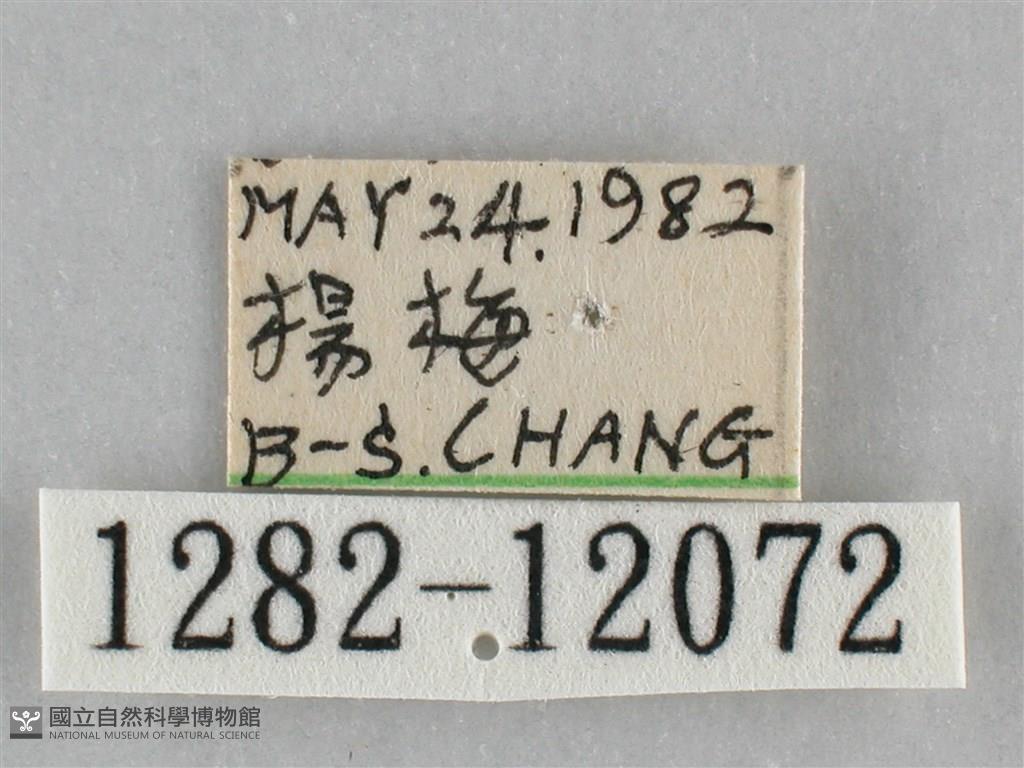 MAY 24. 1982
楊梅
B-S. CHANG
1282-12072
國立自然科學博物館
NATIONAL MUSEUM OF NATURAL SCIENCE